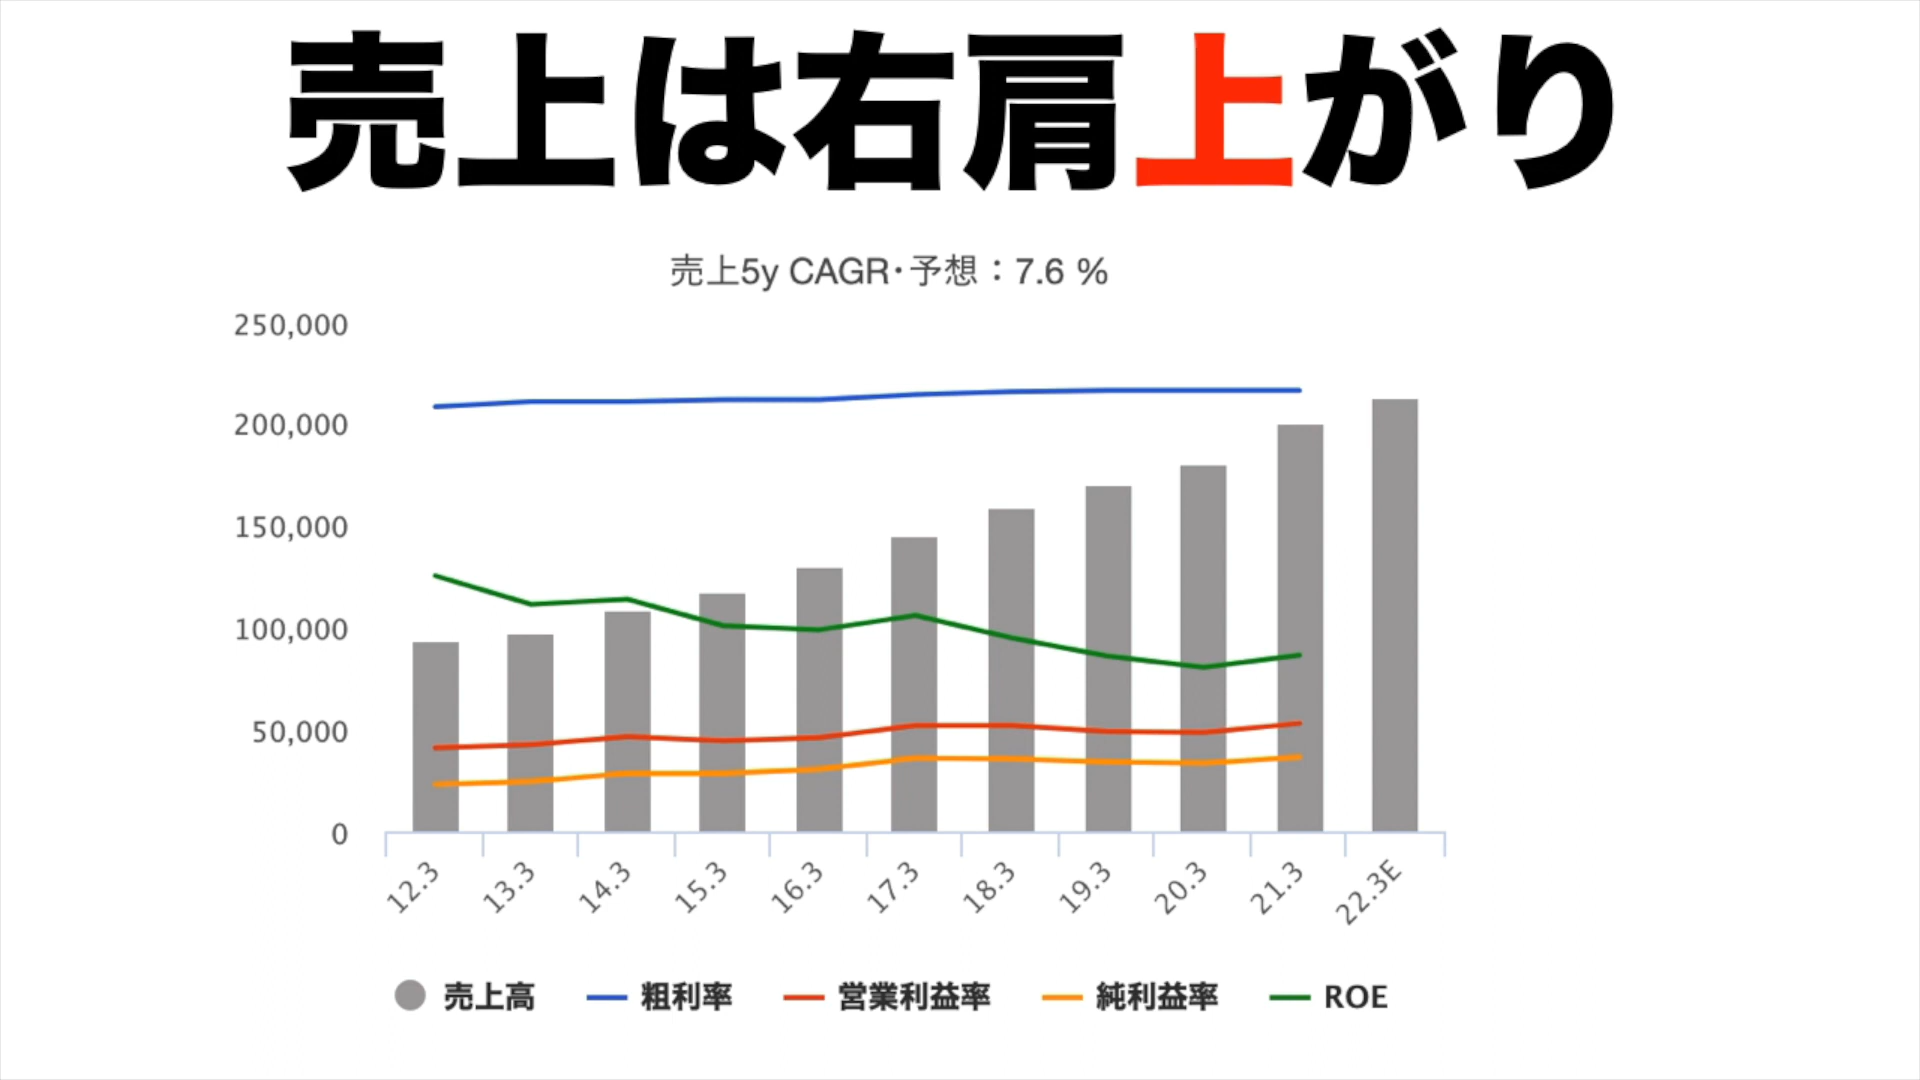 売上は右肩上がり
売上5y CAGR・予想：7.6 %
250,000
200,000
150,000
100,000
50,000
0
12.3 13.3 14.3 15.3 16.3 17.3 18.3 19.3 20.3 21.3 22.3E
売上高 粗利率 営業利益率 純利益率 ROE